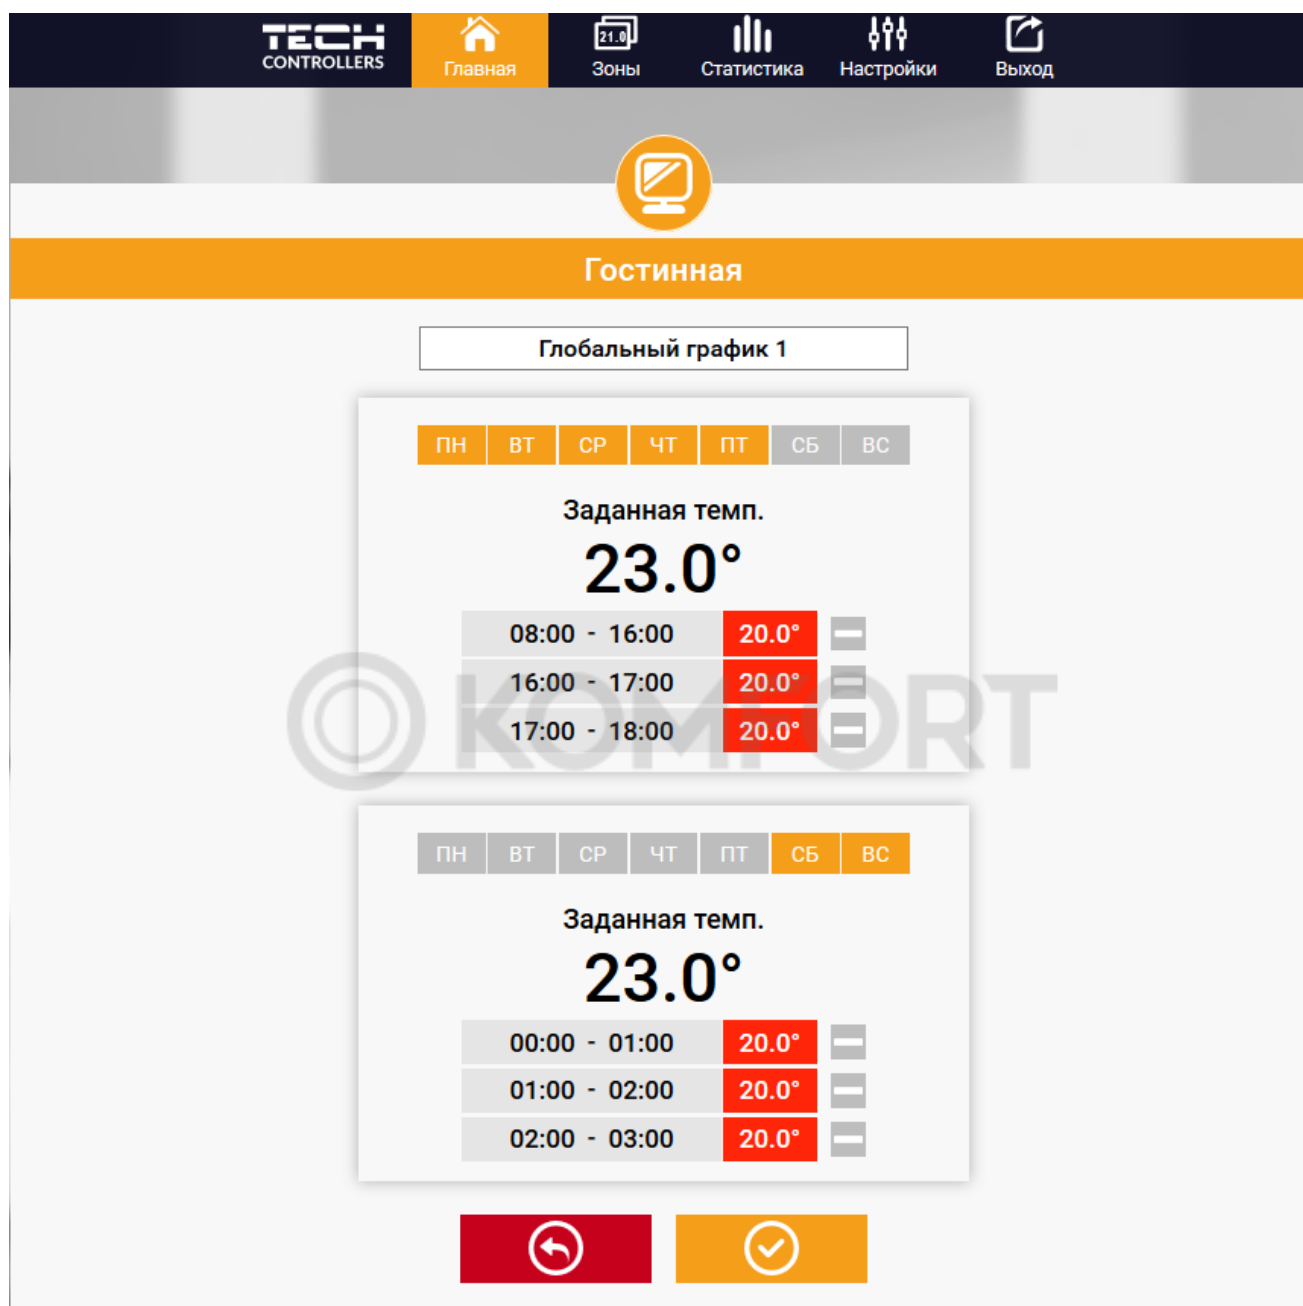 TECH
CONTROLLERS
Главная
21.0
Зоны
Статистика
Настройки
Выход
Гостинная
Глобальный график 1
ПН ВТ СР ЧТ ПТ СБ ВС
Заданная темп.
23.0°
08:00 - 16:00 20.0°
16:00 - 17:00 20.0°
17:00 - 18:00 20.0°
KOMFORT
ПН ВТ СР ЧТ ПТ СБ ВС
Заданная темп.
23.0°
00:00 - 01:00 20.0°
01:00 - 02:00 20.0°
02:00 - 03:00 20.0°